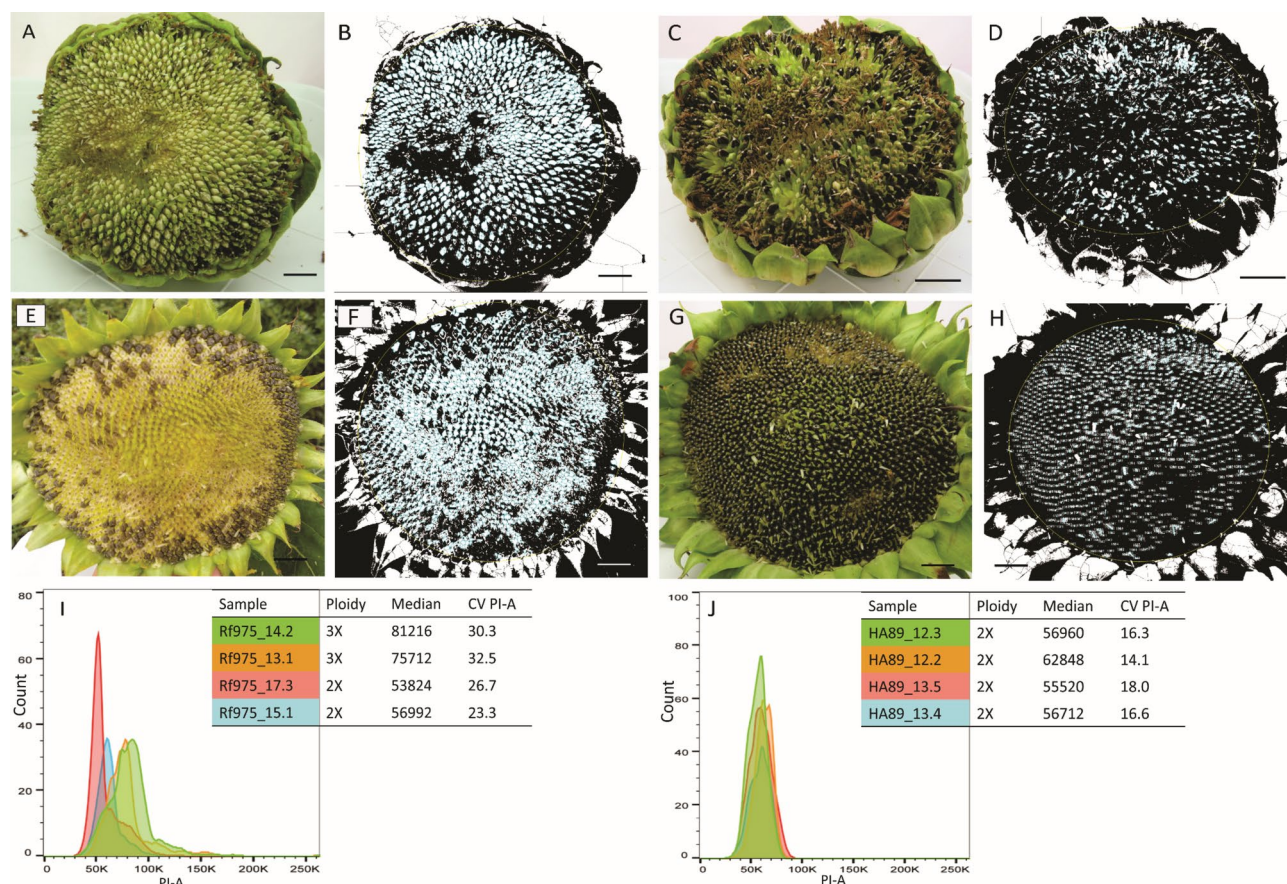 A
B
C
D
E
F
G
H
I
Sample Ploidy Median CV PI-A
Rf975_14.2 3X 81216 30.3
Rf975_13.1 3X 75712 32.5
Rf975_17.3 2X 53824 26.7
Rf975_15.1 2X 56992 23.3
80
60
40
20
0
Count
0 50K 100K 150K 200K 250K
PI-A
J
Sample Ploidy Median CV PI-A
HA89_12.3 2X 56960 16.3
HA89_12.2 2X 62848 14.1
HA89_13.5 2X 55520 18.0
HA89_13.4 2X 56712 16.6
100
80
60
40
20
0
Count
0 50K 100K 150K 200K 250K
PI-A